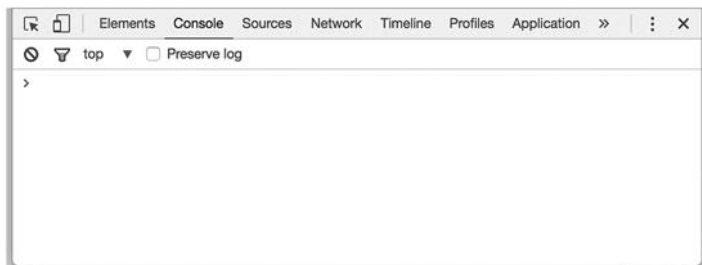 Elements Console Sources Network Timeline Profiles Application »
top ▼ Preserve log
>